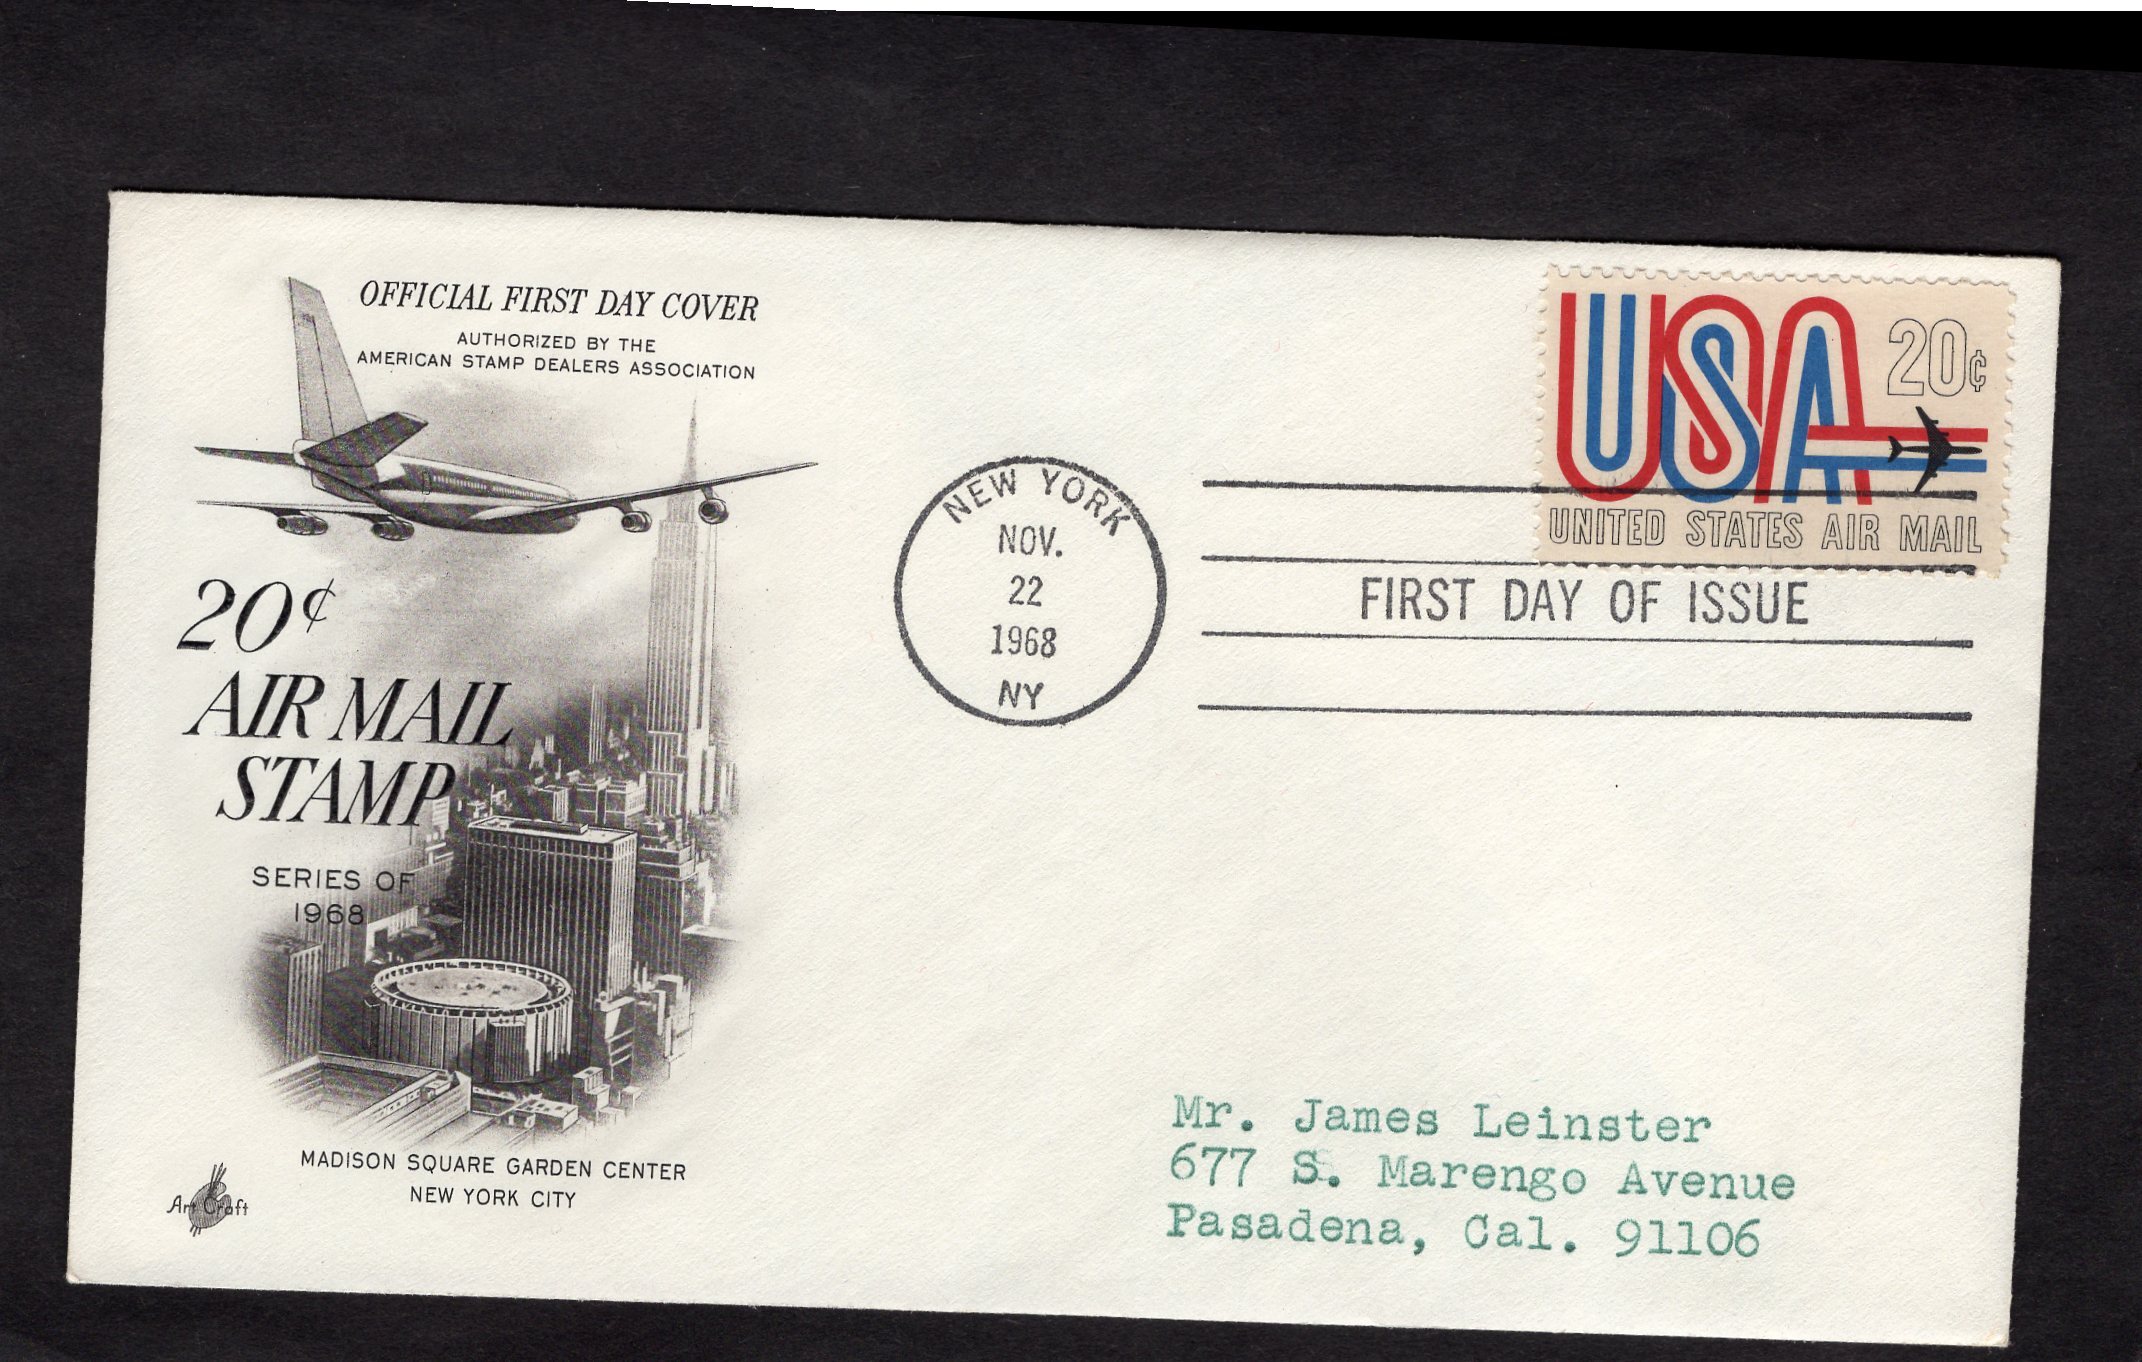 OFFICIAL FIRST DAY COVER
AUTHORIZED BY THE
AMERICAN STAMP DEALERS ASSOCIATION
20¢
AIR MAIL
STAMP
SERIES OF
1968
MADISON SQUARE GARDEN CENTER
NEW YORK CITY
Art Craft
NEW YORK
NOV.
22
1968
NY
USA 20¢
UNITED STATES AIR MAIL
FIRST DAY OF ISSUE
Mr. James Leinster
677 S. Marengo Avenue
Pasadena, Cal. 91106